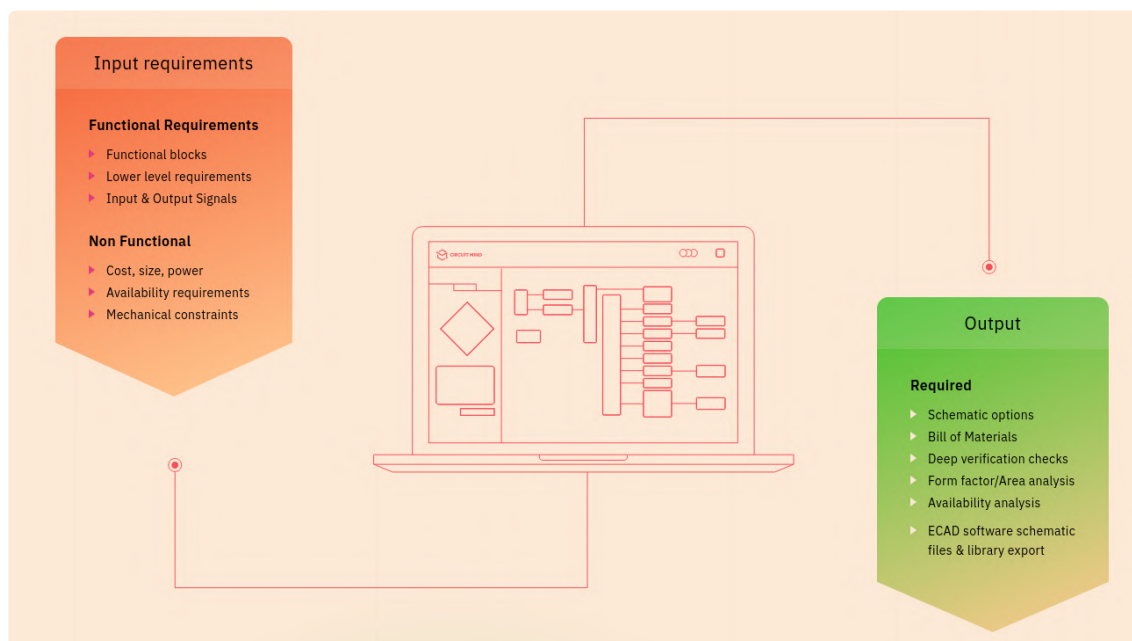 Input requirements
Functional Requirements
Functional blocks
Lower level requirements
Input & Output Signals
Non Functional
Cost, size, power
Availability requirements
Mechanical constraints
CIRCUIT MIND
Output
Required
Schematic options
Bill of Materials
Deep verification checks
Form factor/Area analysis
Availability analysis
ECAD software schematic
files & library export